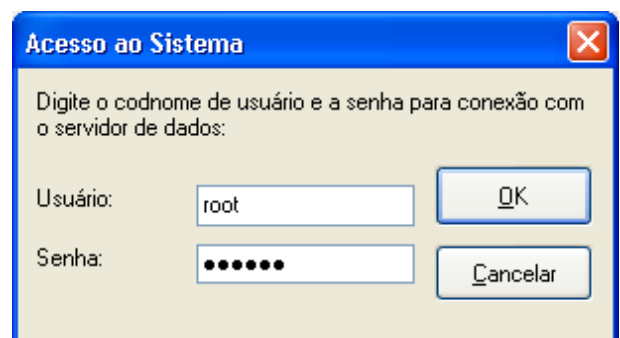 Acesso ao Sistema
Digite o codnome de usuário e a senha para conexão com
o servidor de dados:
Usuário:
root
OK
Senha:
●●●●●●
Cancelar